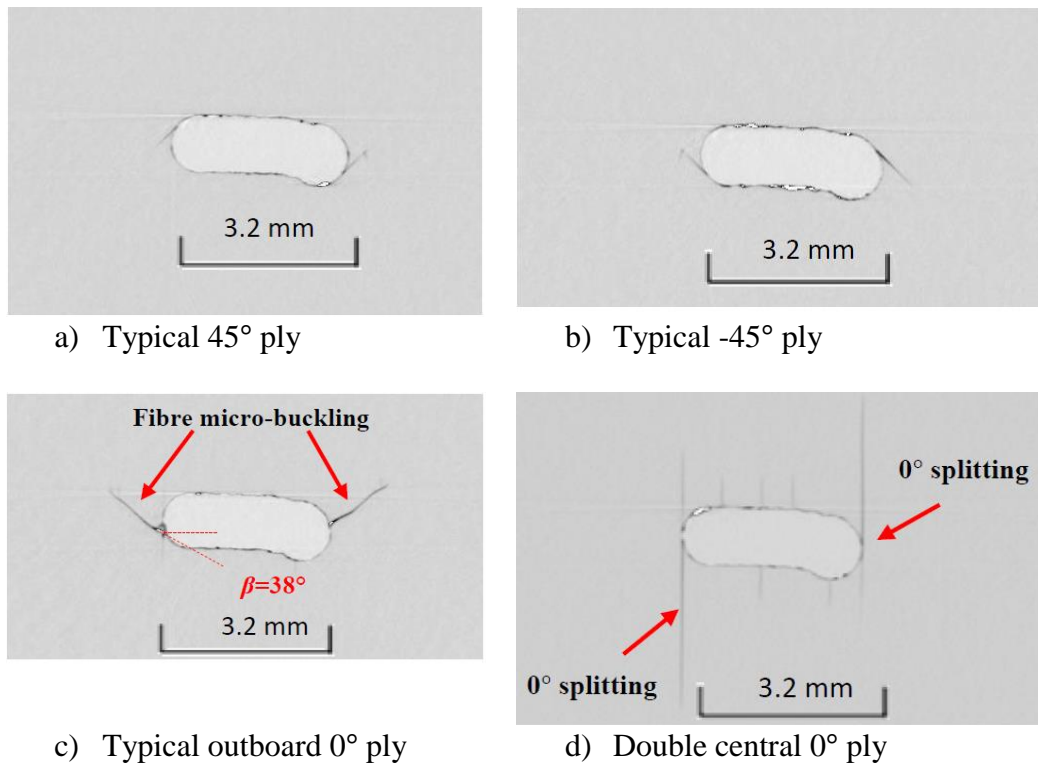 3.2 mm
3.2 mm
a) Typical 45° ply
b) Typical -45° ply
Fibre micro-buckling
β=38°
3.2 mm
0° splitting
0° splitting
3.2 mm
c) Typical outboard 0° ply
d) Double central 0° ply